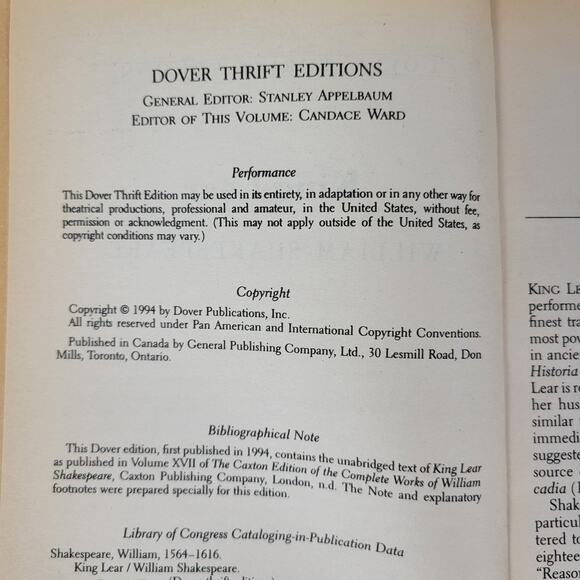 DOVER THRIFT EDITIONS
GENERAL EDITOR: STANLEY APPELBAUM
EDITOR OF THIS VOLUME: CANDACE WARD
Performance
This Dover Thrift Edition may be used in its entirety, in adaptation or in any other way for
theatrical productions, professional and amateur, in the United States, without fee,
permission or acknowledgment. (This may not apply outside of the United States, as
copyright conditions may vary.)
Copyright
Copyright © 1994 by Dover Publications, Inc.
All rights reserved under Pan American and International Copyright Conventions.
Published in Canada by General Publishing Company, Ltd., 30 Lesmill Road, Don
Mills, Toronto, Ontario.
Bibliographical Note
This Dover edition, first published in 1994, contains the unabridged text of King Lear
as published in Volume XVII of The Caxton Edition of the Complete Works of William
Shakespeare, Caxton Publishing Company, London, n.d. The Note and explanatory
footnotes were prepared specially for this edition.
Library of Congress Cataloging-in-Publication Data
Shakespeare, William, 1564–1616.
King Lear / William Shakespeare.
(Dover thrift editions)
KING LE
performe
finest tra
most pov
in ancien
Historia
Lear is re
her hus
similar
immedi
suggeste
source
cadia (1
Shak
particul
tered to
eighteen
"Reaso